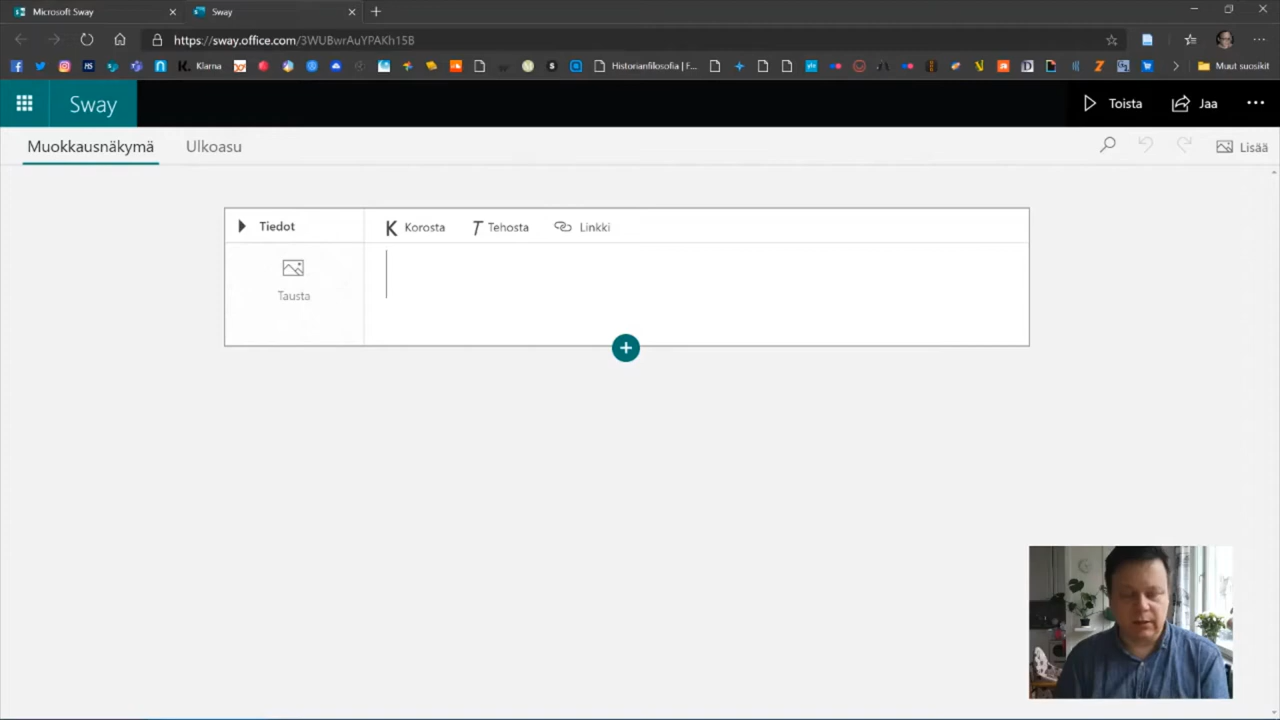 Microsoft Sway
Sway
https://sway.office.com/3WUBwrAuYPAKh15B
Klarna
Historianfilosofia | F...
Muut suosikit
Sway
Toista
Jaa
Muokkausnäkymä
Ulkoasu
Lisää
Tiedot
K Korosta
T Tehosta
Linkki
Tausta